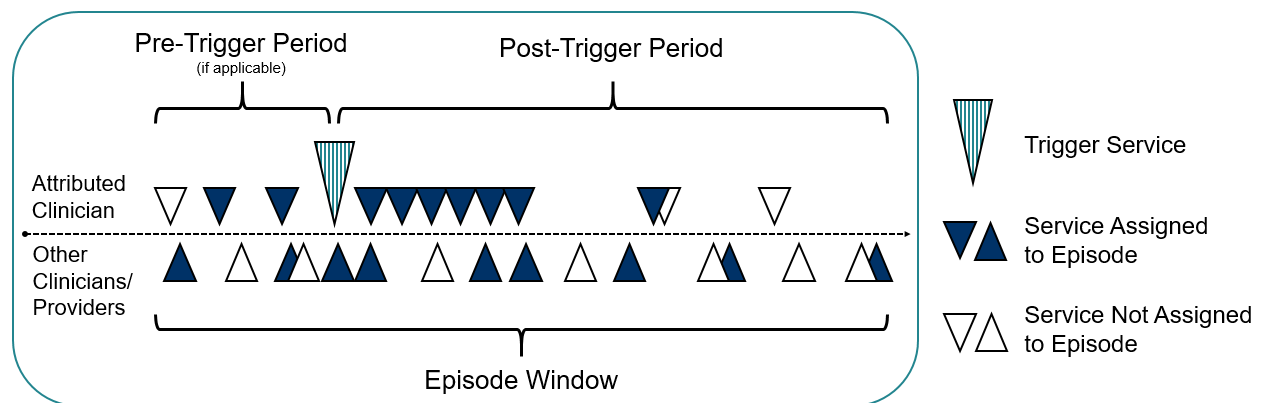 Pre-Trigger Period
(if applicable)
Post-Trigger Period
Attributed
Clinician
Other
Clinicians/
Providers
Episode Window
Trigger Service
Service Assigned
to Episode
Service Not Assigned
to Episode